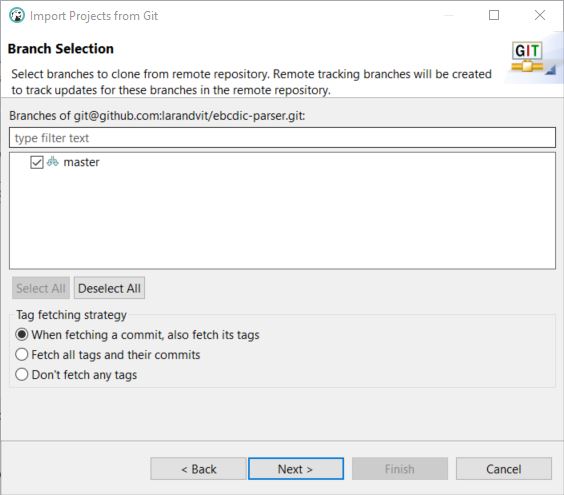 Import Projects from Git
Branch Selection
GIT
Select branches to clone from remote repository. Remote tracking branches will be created
to track updates for these branches in the remote repository.
Branches of git@github.com:larandvit/ebcdic-parser.git:
type filter text
master
Select All
Deselect All
Tag fetching strategy
When fetching a commit, also fetch its tags
Fetch all tags and their commits
Don't fetch any tags
< Back
Next >
Finish
Cancel